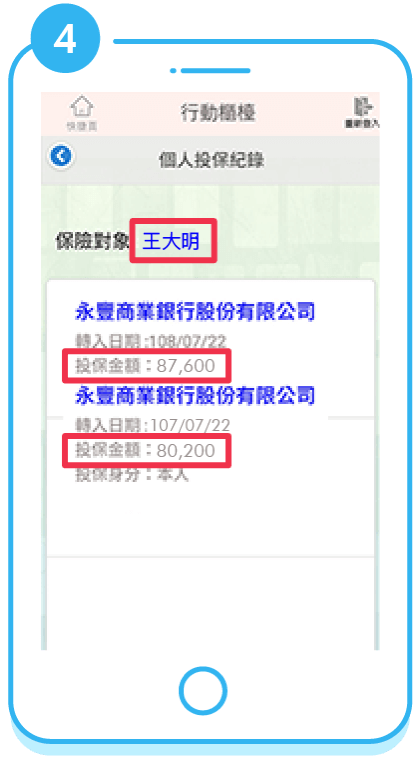 4
行動櫃檯
快捷頁
重新登入
個人投保紀錄
保險對象 王大明
永豐商業銀行股份有限公司
轉入日期:108/07/22
投保金額：87,600
永豐商業銀行股份有限公司
轉入日期:107/07/22
投保金額：80,200
投保身分：本人